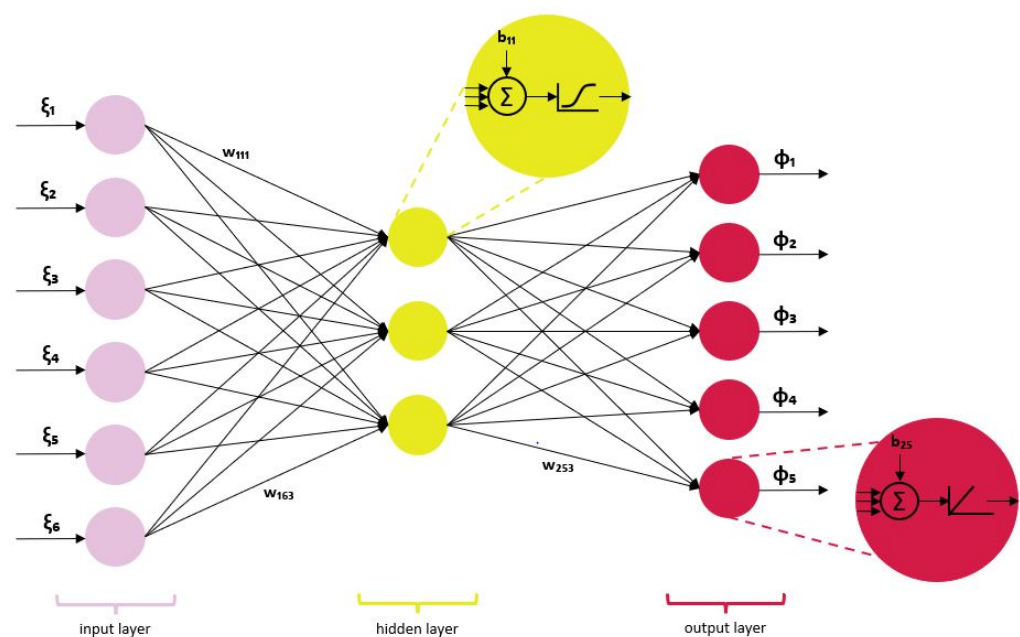 b₁₁
Σ
ξ₁
w₁₁₁
ϕ₁
ξ₂
ϕ₂
ξ₃
ϕ₃
ξ₄
ϕ₄
ξ₅
w₂₅₃
ϕ₅
b₂₅
Σ
w₁₆₃
ξ₆
input layer
hidden layer
output layer